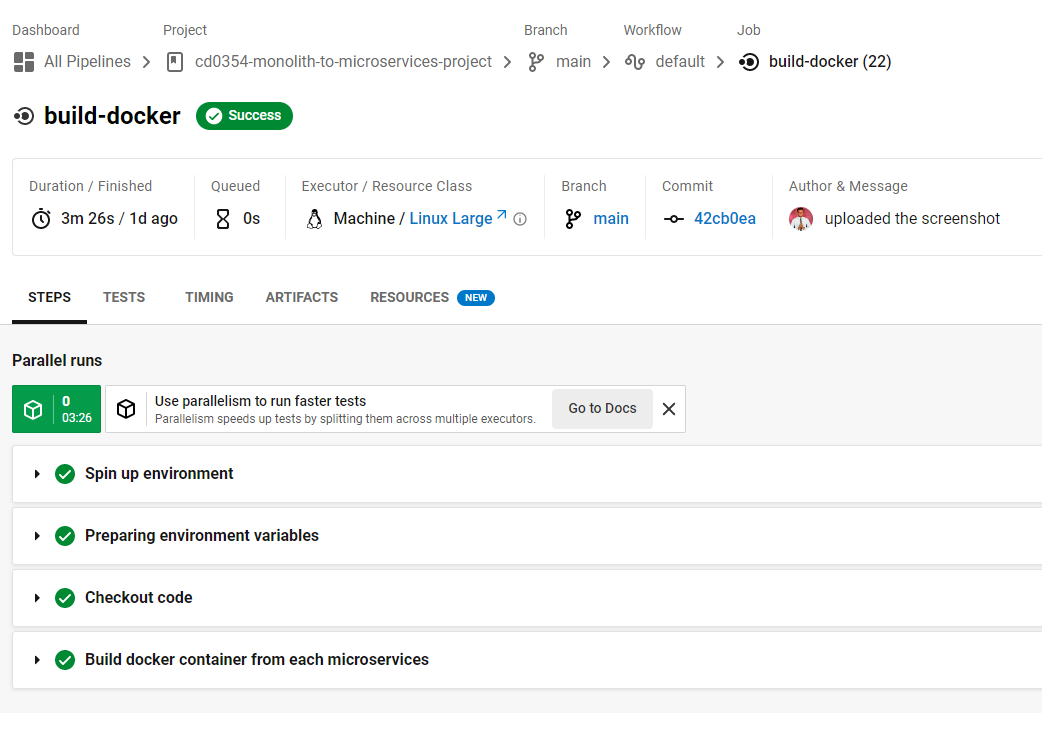 Dashboard Project Branch Workflow Job
All Pipelines cd0354-monolith-to-microservices-project main default build-docker (22)
build-docker Success
Duration / Finished Queued Executor / Resource Class Branch Commit Author & Message
3m 26s / 1d ago 0s Machine / Linux Large main 42cb0ea uploaded the screenshot
STEPS TESTS TIMING ARTIFACTS RESOURCES NEW
Parallel runs
0
03:26
Use parallelism to run faster tests
Parallelism speeds up tests by splitting them across multiple executors.
Go to Docs
Spin up environment
Preparing environment variables
Checkout code
Build docker container from each microservices